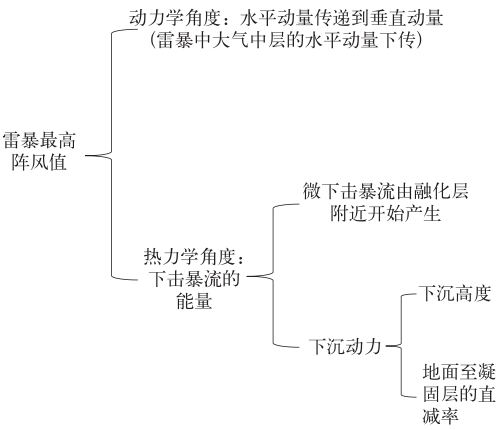 动力学角度：水平动量传递到垂直动量
（雷暴中大气中层的水平动量下传）
雷暴最高
阵风值
微下击暴流由融化层
附近开始产生
热力学角度：
下击暴流的
能量
下沉高度
下沉动力
地面至凝
固层的直
减率